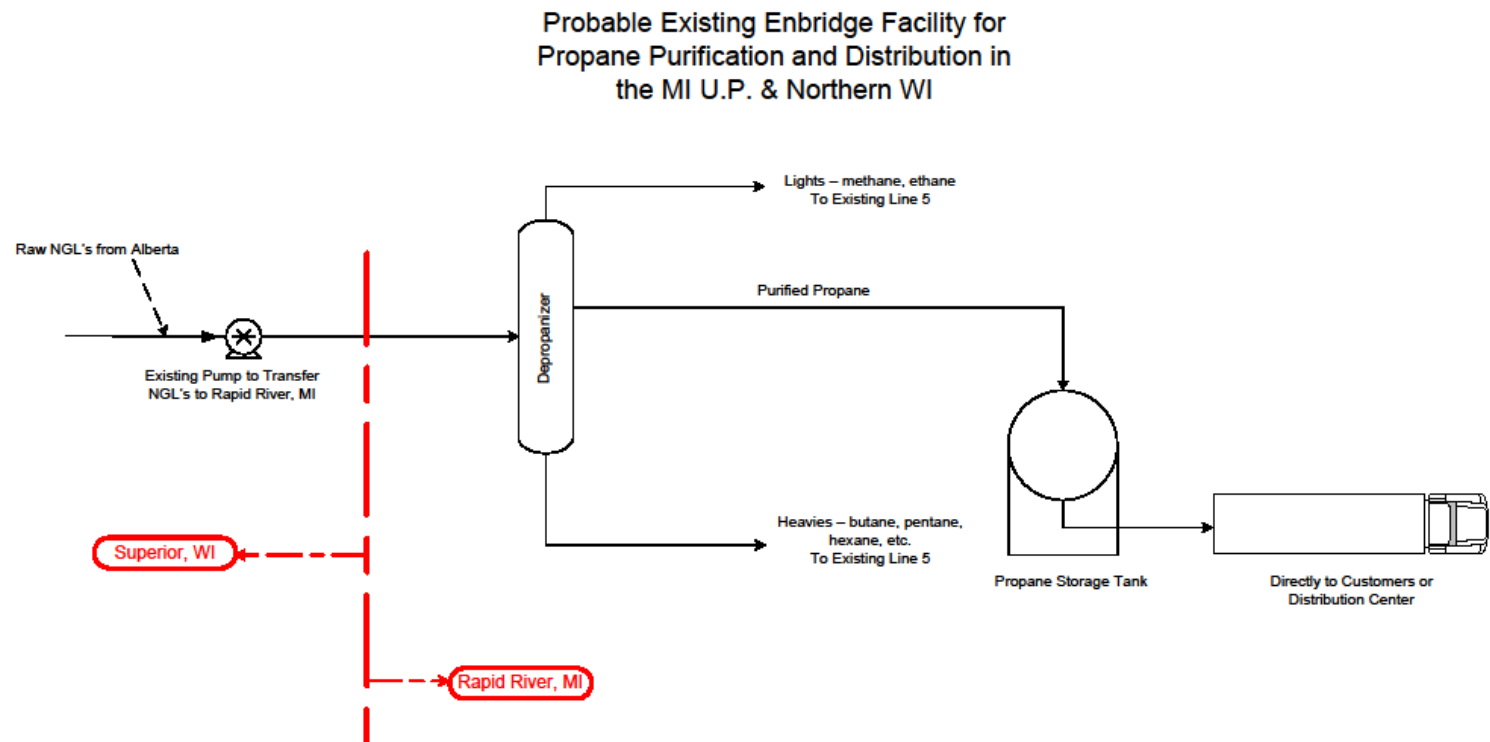 Probable Existing Enbridge Facility for
Propane Purification and Distribution in
the MI U.P. & Northern WI
Lights – methane, ethane
To Existing Line 5
Raw NGL's from Alberta
Purified Propane
Depropanizer
Existing Pump to Transfer
NGL's to Rapid River, MI
Heavies – butane, pentane,
hexane, etc.
To Existing Line 5
Superior, WI
Propane Storage Tank
Directly to Customers or
Distribution Center
Rapid River, MI